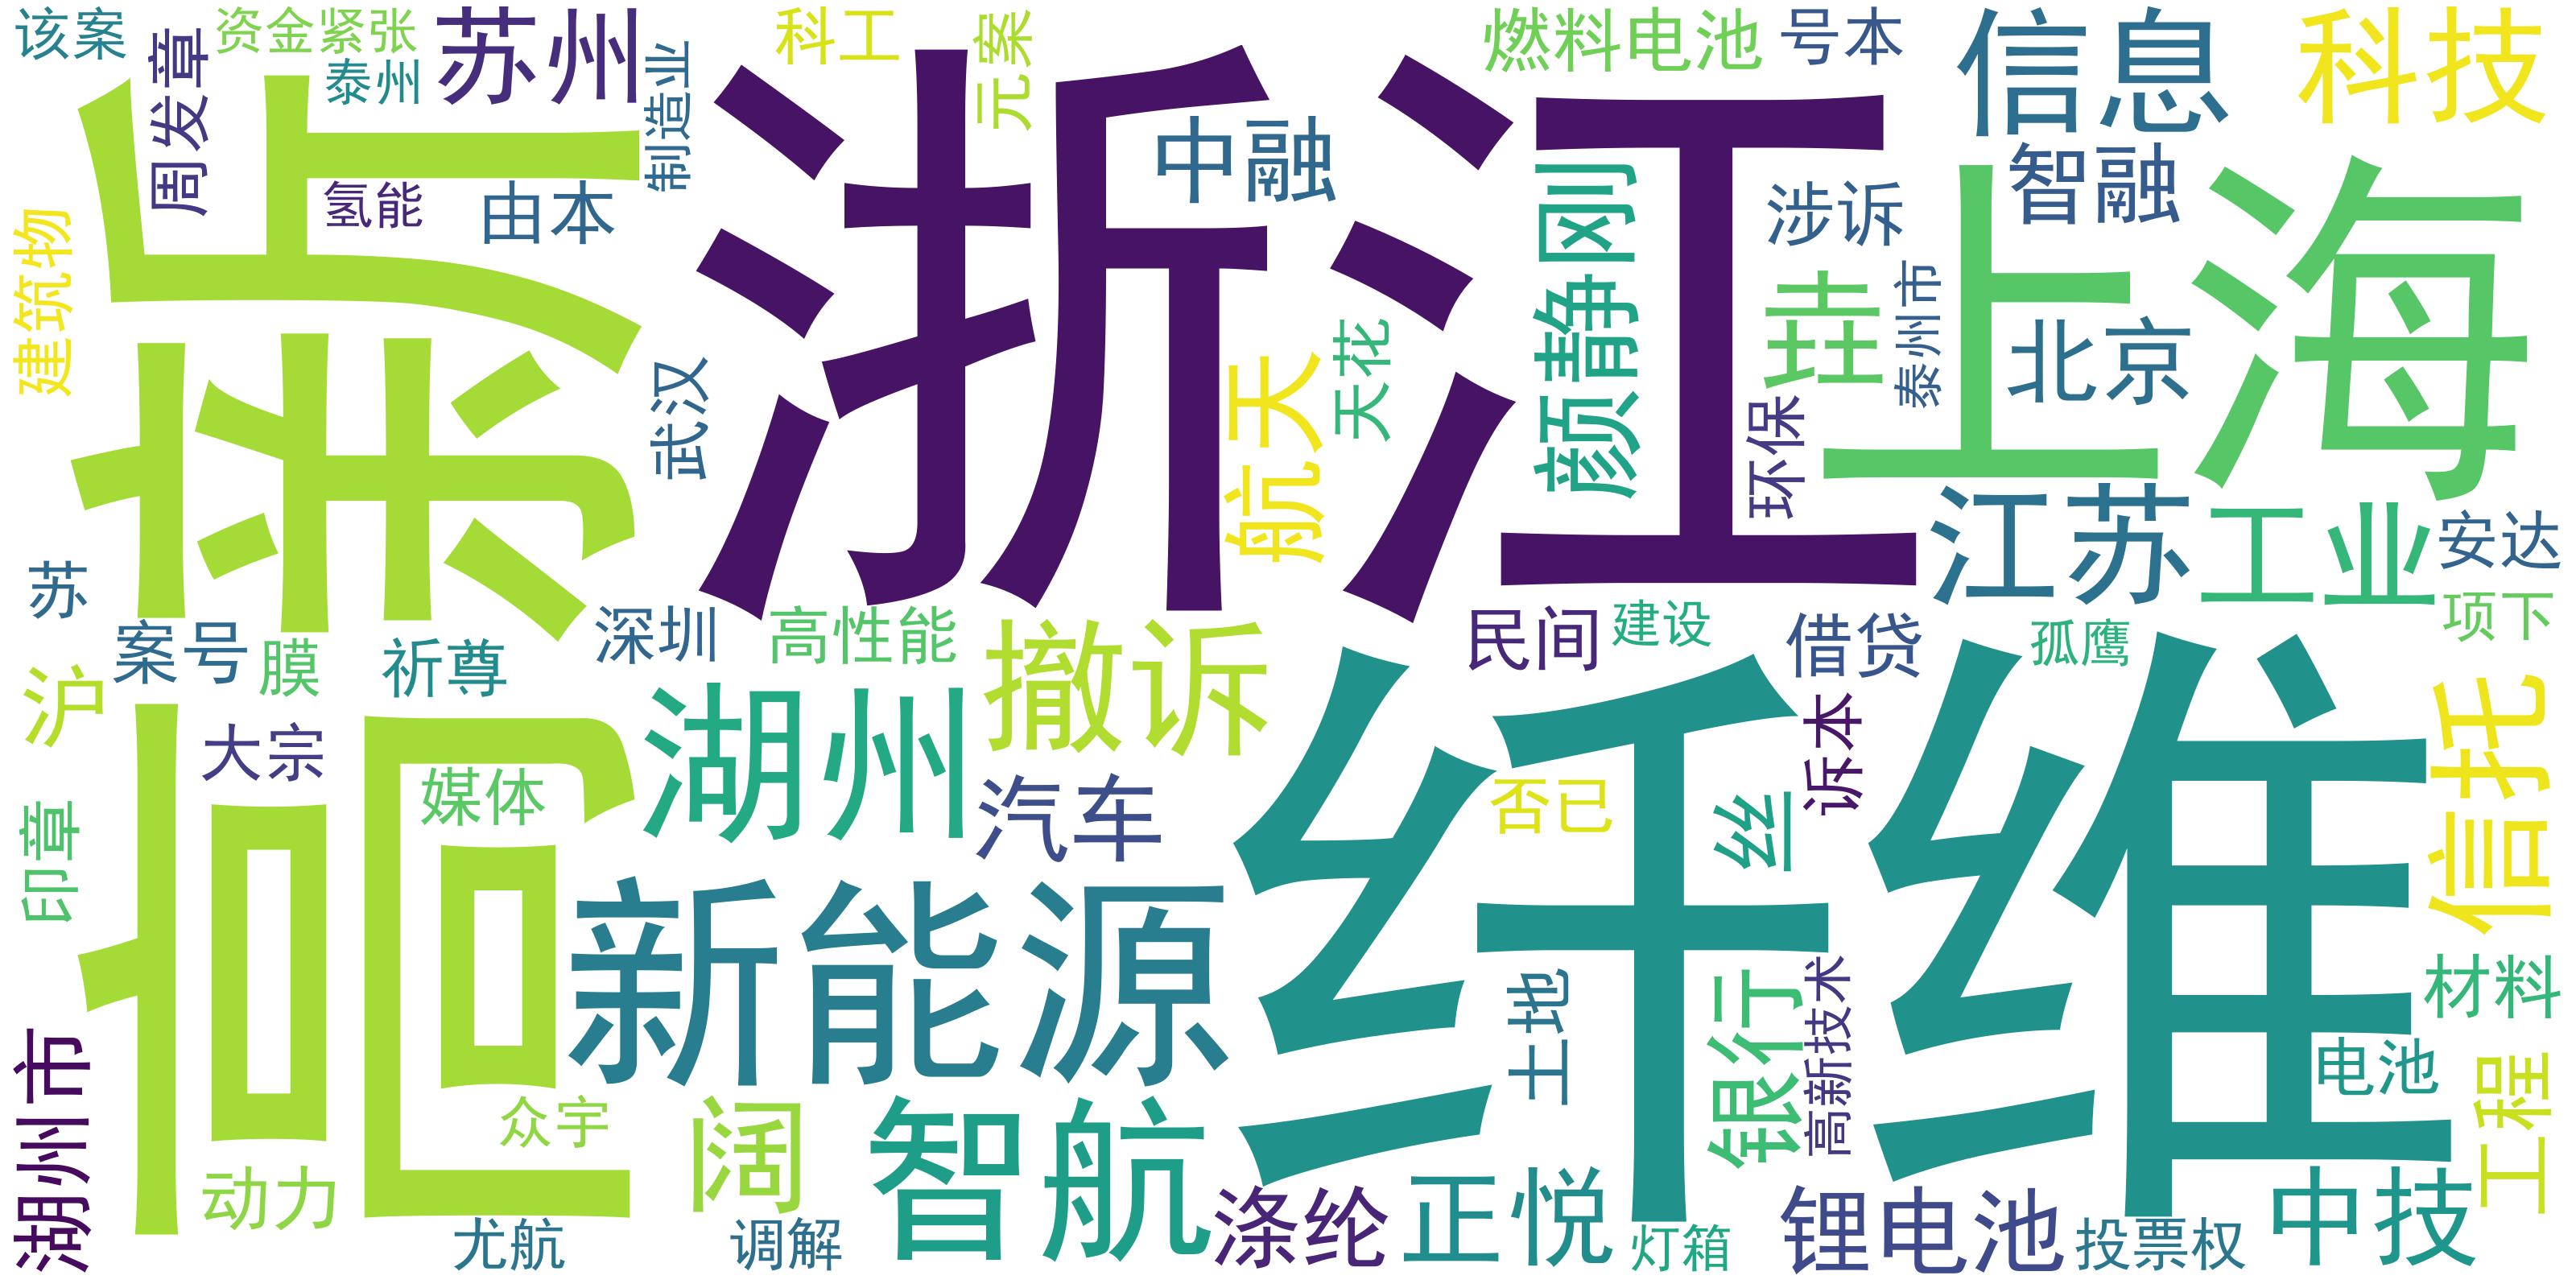 该案
资金紧张
泰州
周发章
苏州
制造业
科工
元案
燃料电池
号本
信息
科技
高新
浙江
中融
智融
涉诉
上海
氢能
由本
建筑物
武汉
航天
天花
颜静刚
泰州市
北京
环保
江苏
工业
安达
项下
苏
案号
膜
祈尊
深圳
高性能
撤诉
民间
建设
借贷
孤鹰
沪
大宗
媒体
湖州
汽车
纤维
否已
丝
诉本
信托
印章
新能源
土地
银行
高新技术
材料
电池
工程
湖州市
众宇
动力
阔
智航
涤纶
正悦
灯箱
锂电池
投票权
中技
尤航
调解